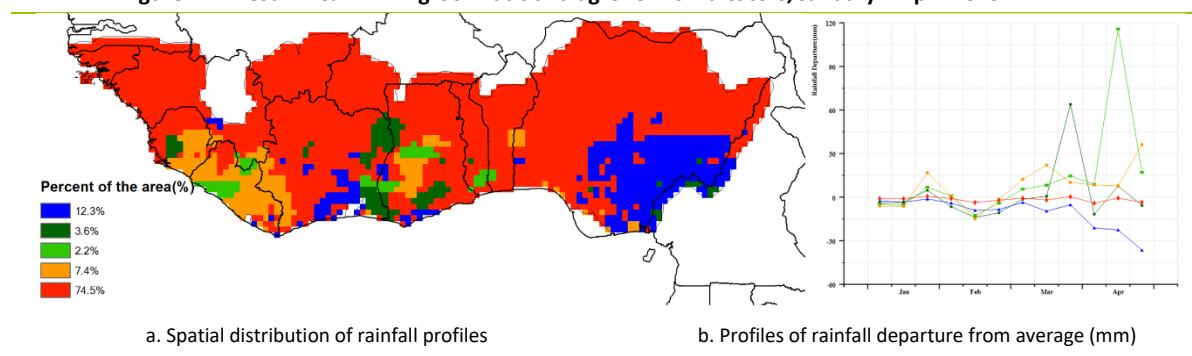 Percent of the area(%)
12.3%
3.6%
2.2%
7.4%
74.5%
Rainfall Departure(mm)
120
90
60
30
0
-30
-60
Jan
Feb
Mar
Apr
a. Spatial distribution of rainfall profiles
b. Profiles of rainfall departure from average (mm)